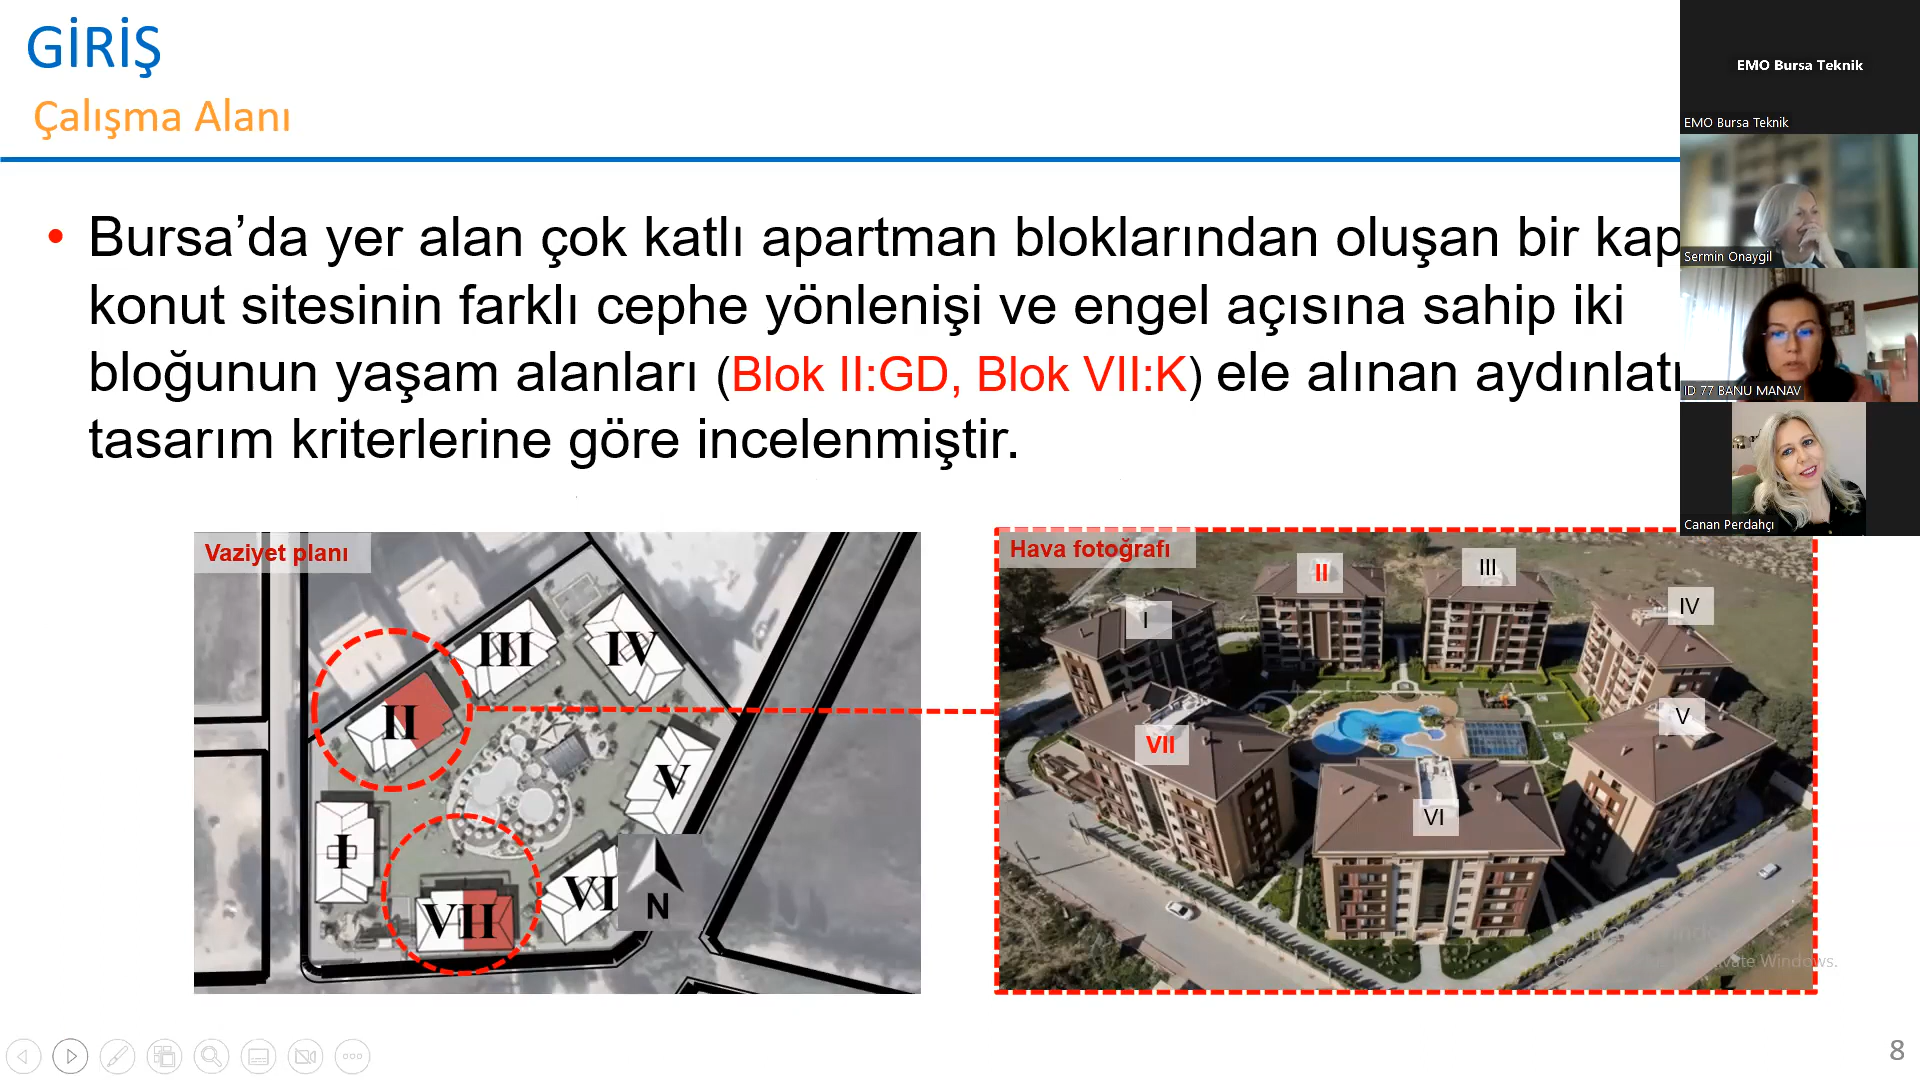 GİRİŞ
Çalışma Alanı
• Bursa’da yer alan çok katlı apartman bloklarından oluşan bir kap
konut sitesinin farklı cephe yönlenişi ve engel açısına sahip iki
bloğunun yaşam alanları (Blok II:GD, Blok VII:K) ele alınan aydınlat
tasarım kriterlerine göre incelenmiştir.
Vaziyet planı
III
IV
II
V
I
VI
VII
N
Hava fotoğrafı
II
III
I
IV
V
VII
VI
EMO Bursa Teknik
EMO Bursa Teknik
Sermin Onaygil
ID 77 BANU MANAV
Canan Perdahçı
8